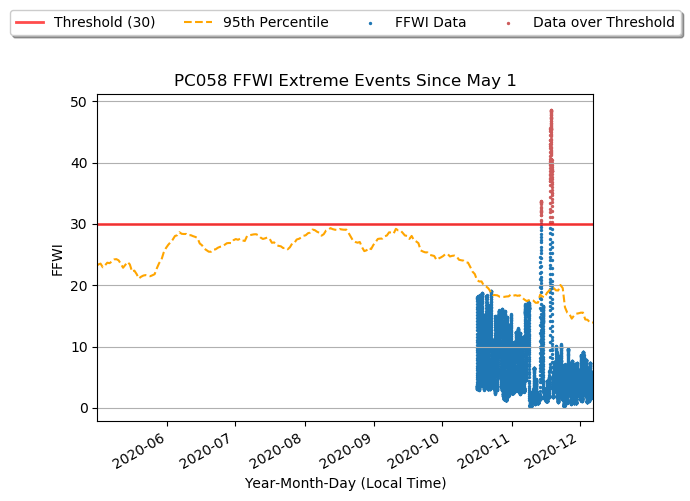 Threshold (30) 95th Percentile FFWI Data Data over Threshold
PC058 FFWI Extreme Events Since May 1
50
40
30
20
10
0
FFWI
2020-06 2020-07 2020-08 2020-09 2020-10 2020-11 2020-12
Year-Month-Day (Local Time)